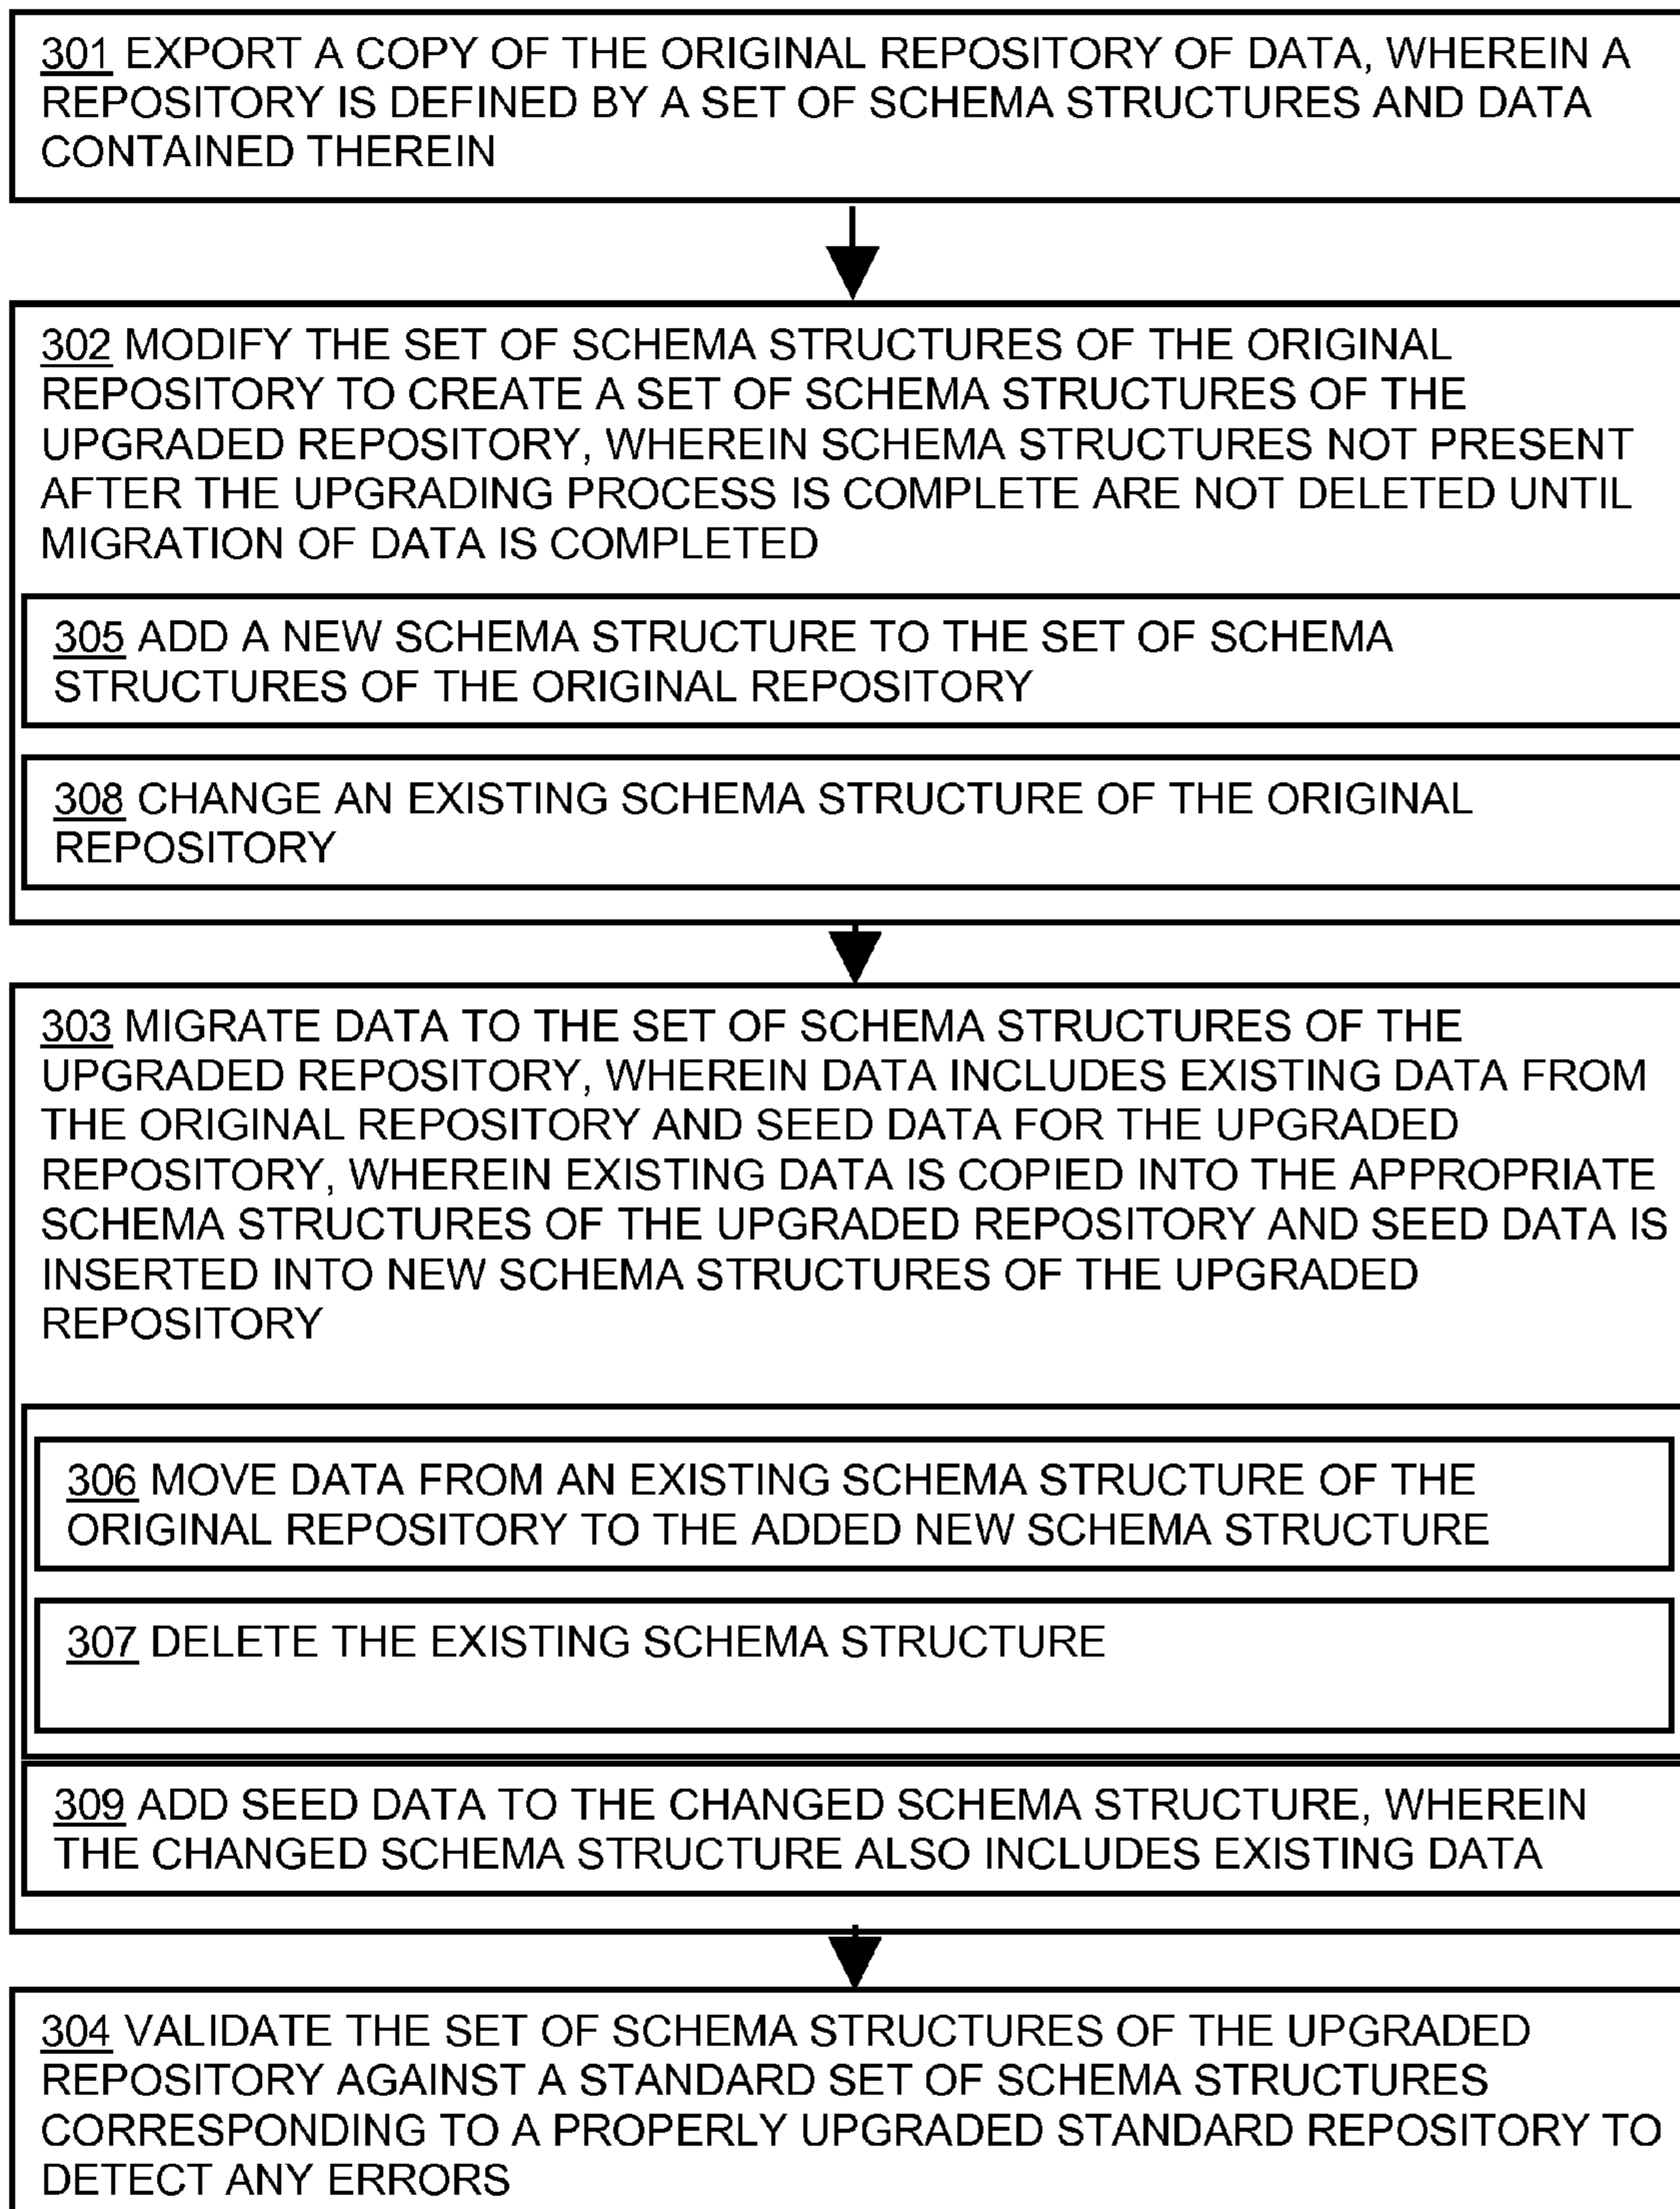 301 EXPORT A COPY OF THE ORIGINAL REPOSITORY OF DATA, WHEREIN A
REPOSITORY IS DEFINED BY A SET OF SCHEMA STRUCTURES AND DATA
CONTAINED THEREIN
302 MODIFY THE SET OF SCHEMA STRUCTURES OF THE ORIGINAL
REPOSITORY TO CREATE A SET OF SCHEMA STRUCTURES OF THE
UPGRADED REPOSITORY, WHEREIN SCHEMA STRUCTURES NOT PRESENT
AFTER THE UPGRADING PROCESS IS COMPLETE ARE NOT DELETED UNTIL
MIGRATION OF DATA IS COMPLETED
305 ADD A NEW SCHEMA STRUCTURE TO THE SET OF SCHEMA
STRUCTURES OF THE ORIGINAL REPOSITORY
308 CHANGE AN EXISTING SCHEMA STRUCTURE OF THE ORIGINAL
REPOSITORY
303 MIGRATE DATA TO THE SET OF SCHEMA STRUCTURES OF THE
UPGRADED REPOSITORY, WHEREIN DATA INCLUDES EXISTING DATA FROM
THE ORIGINAL REPOSITORY AND SEED DATA FOR THE UPGRADED
REPOSITORY, WHEREIN EXISTING DATA IS COPIED INTO THE APPROPRIATE
SCHEMA STRUCTURES OF THE UPGRADED REPOSITORY AND SEED DATA IS
INSERTED INTO NEW SCHEMA STRUCTURES OF THE UPGRADED
REPOSITORY
306 MOVE DATA FROM AN EXISTING SCHEMA STRUCTURE OF THE
ORIGINAL REPOSITORY TO THE ADDED NEW SCHEMA STRUCTURE
307 DELETE THE EXISTING SCHEMA STRUCTURE
309 ADD SEED DATA TO THE CHANGED SCHEMA STRUCTURE, WHEREIN
THE CHANGED SCHEMA STRUCTURE ALSO INCLUDES EXISTING DATA
304 VALIDATE THE SET OF SCHEMA STRUCTURES OF THE UPGRADED
REPOSITORY AGAINST A STANDARD SET OF SCHEMA STRUCTURES
CORRESPONDING TO A PROPERLY UPGRADED STANDARD REPOSITORY TO
DETECT ANY ERRORS